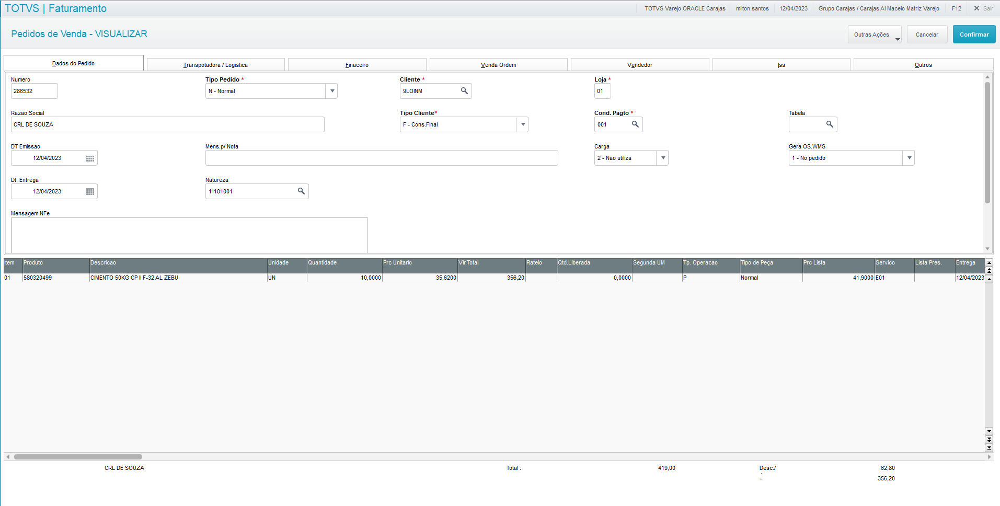 TOTVS | Faturamento
TOTVS Varejo ORACLE Carajas milton.santos 12/04/2023 Grupo Carajas / Carajas Al Maceio Matriz Varejo F12 Sair
Pedidos de Venda - VISUALIZAR
Outras Ações Cancelar Confirmar
Dados do Pedido Transpotadora / Logistica Finaceiro Venda Ordem Vendedor Iss Outros
Numero Tipo Pedido * Cliente * Loja *
286532 N - Normal 9LOINM 01
Razao Social Tipo Cliente* Cond. Pagto * Tabela
CRL DE SOUZA F - Cons.Final 001
DT Emissao Mens.p/ Nota Carga Gera OS.WMS
12/04/2023 2 - Nao utiliza 1 - No pedido
Dt. Entrega Natureza
12/04/2023 11101001
Mensagem NFe
Item Produto Descricao Unidade Quantidade Prc Unitario Vlr.Total Rateio Qtd.Liberada Segunda UM Tp. Operacao Tipo de Peça Prc Lista Servico Lista Pres. Entrega
01 580320499 CIMENTO 50KG CP II F-32 AL ZEBU UN 10,0000 35,6200 356,20 0,0000 P Normal 41,9000 E01 12/04/2023
CRL DE SOUZA Total : 419,00 Desc./ 62,80
= 356,20